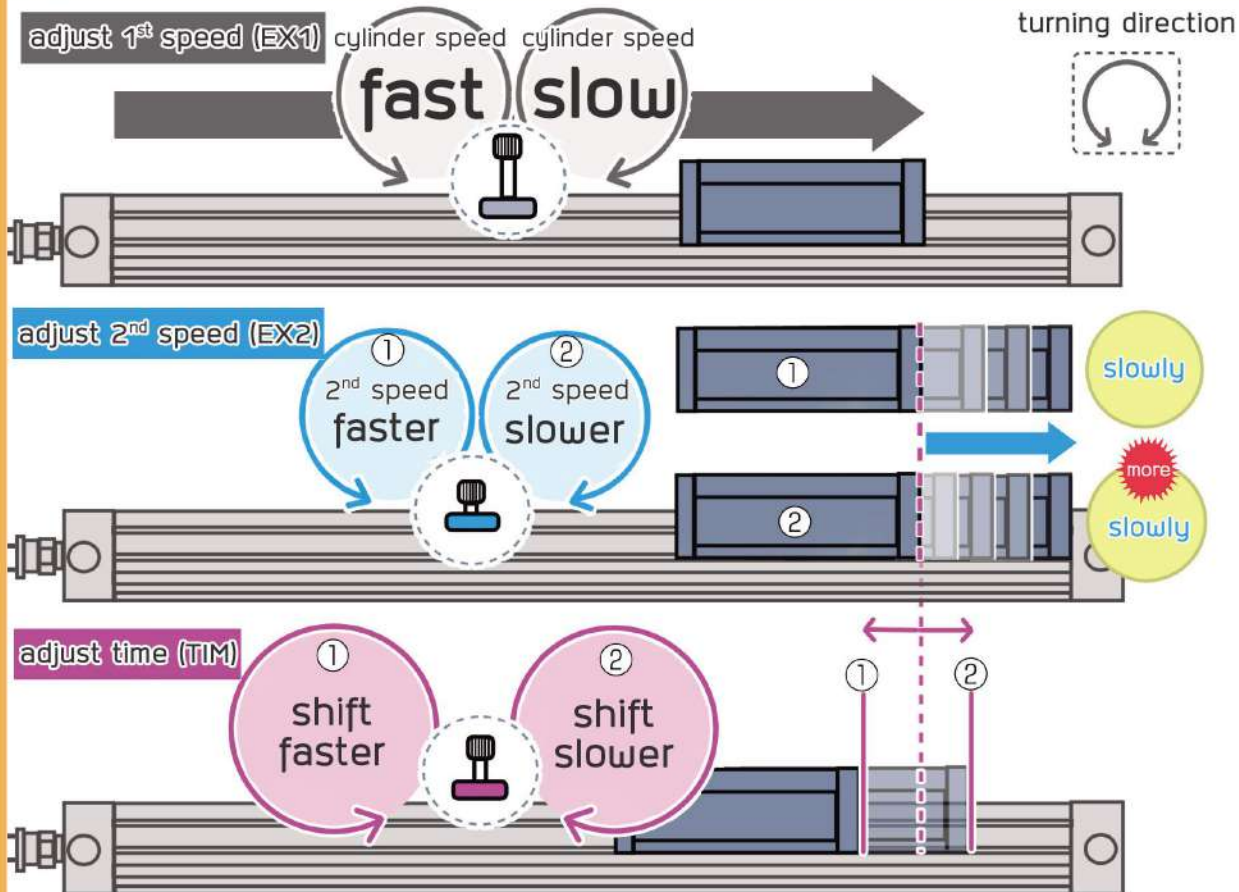 adjust 1st speed (EX1)
cylinder speed
fast
cylinder speed
slow
turning direction
adjust 2nd speed (EX2)
①
2nd speed
faster
②
2nd speed
slower
①
slowly
more
②
slowly
adjust time (TIM)
①
shift
faster
②
shift
slower
①
②